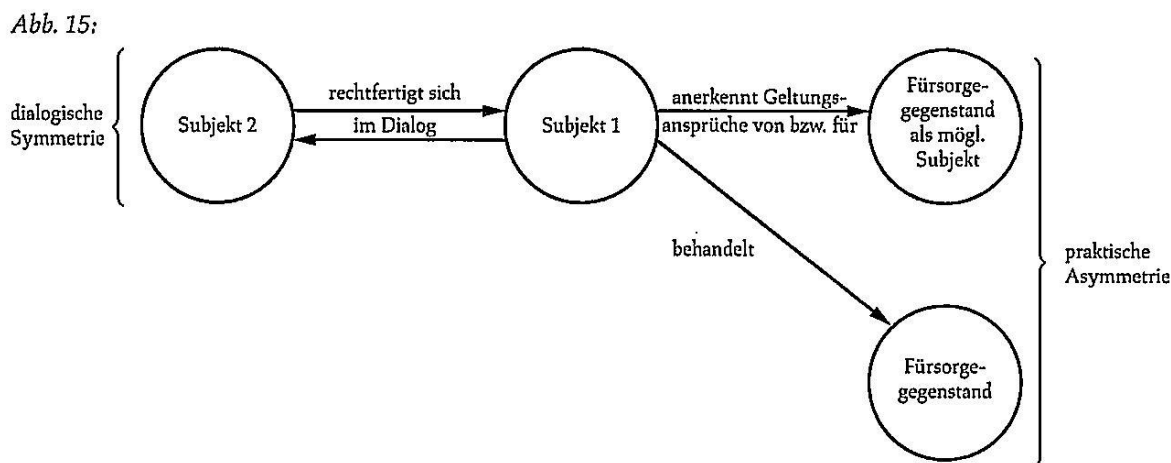 Abb. 15:
dialogische
Symmetrie
Subjekt 2
rechtfertigt sich
im Dialog
Subjekt 1
anerkennt Geltungs-
ansprüche von bzw. für
Fürsorge-
gegenstand
als mögl.
Subjekt
behandelt
Fürsorge-
gegenstand
praktische
Asymmetrie